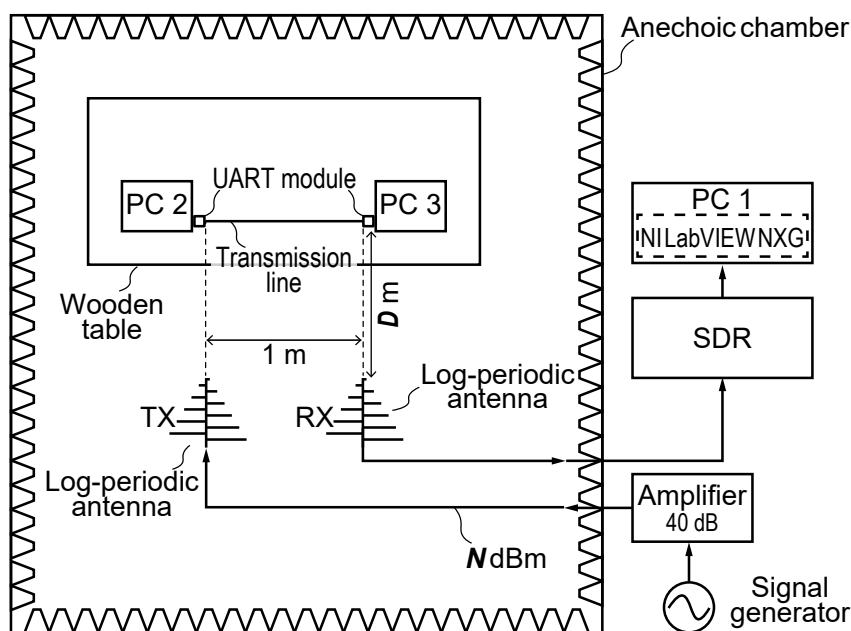 Anechoic chamber
UART module
PC 2
PC 3
Transmission
line
Wooden
table
D m
1 m
TX
RX
Log-periodic
antenna
Log-periodic
antenna
N dBm
PC 1
NI LabVIEW NXG
SDR
Amplifier
40 dB
Signal
generator